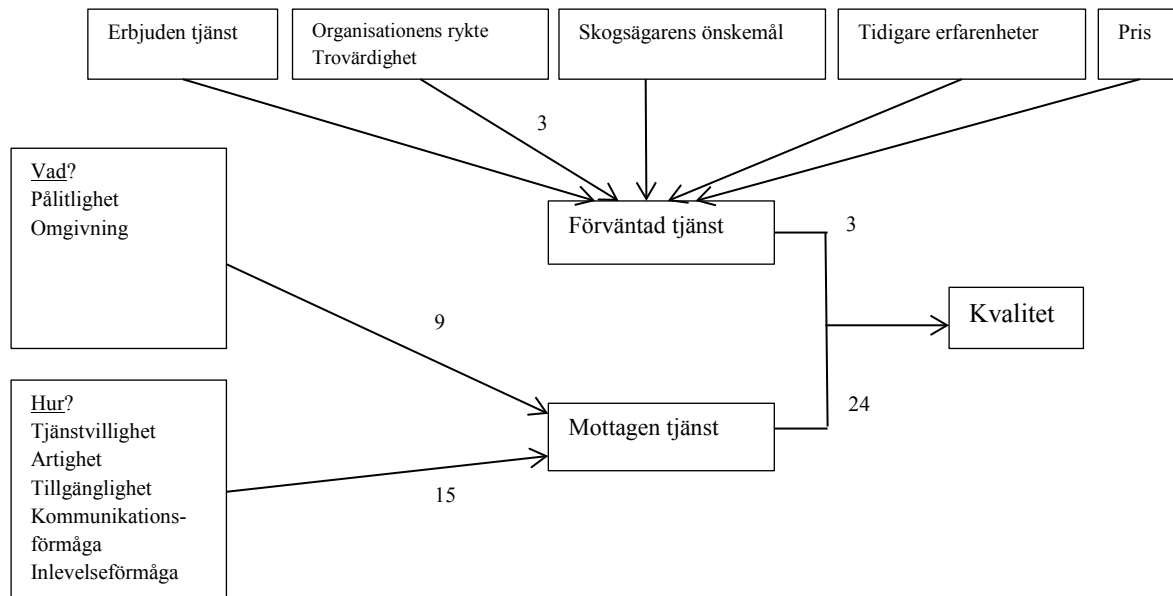 Erbjuden tjänst
Organisationens rykte
Trovärdighet
Skogsägarens önskemål
Tidigare erfarenheter
Pris
3
Vad?
Pålitlighet
Omgivning
Förväntad tjänst
3
9
Kvalitet
Hur?
Tjänstvillighet
Artighet
Tillgänglighet
Kommunikations-
förmåga
Inlevelseförmåga
Mottagen tjänst
24
15